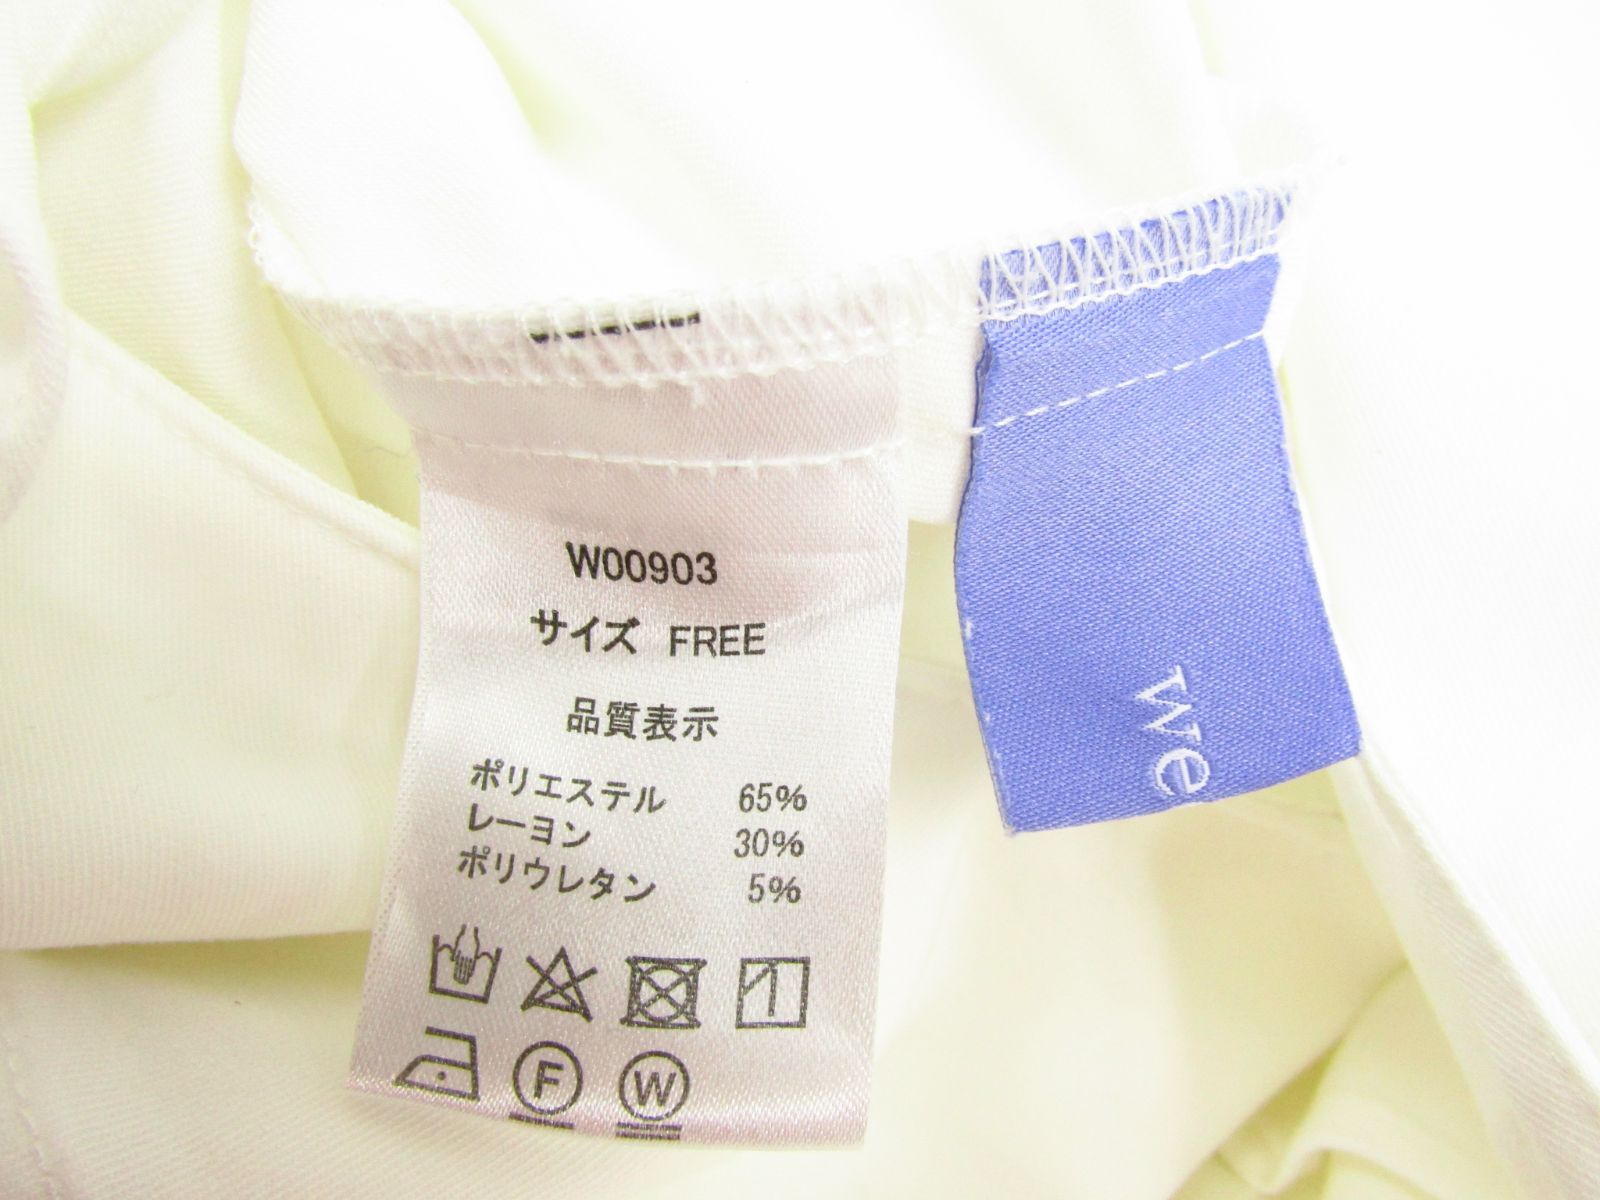 W00903
サイズ FREE
品質表示
ポリエステル 65%
レーヨン 30%
ポリウレタン 5%
F W
we